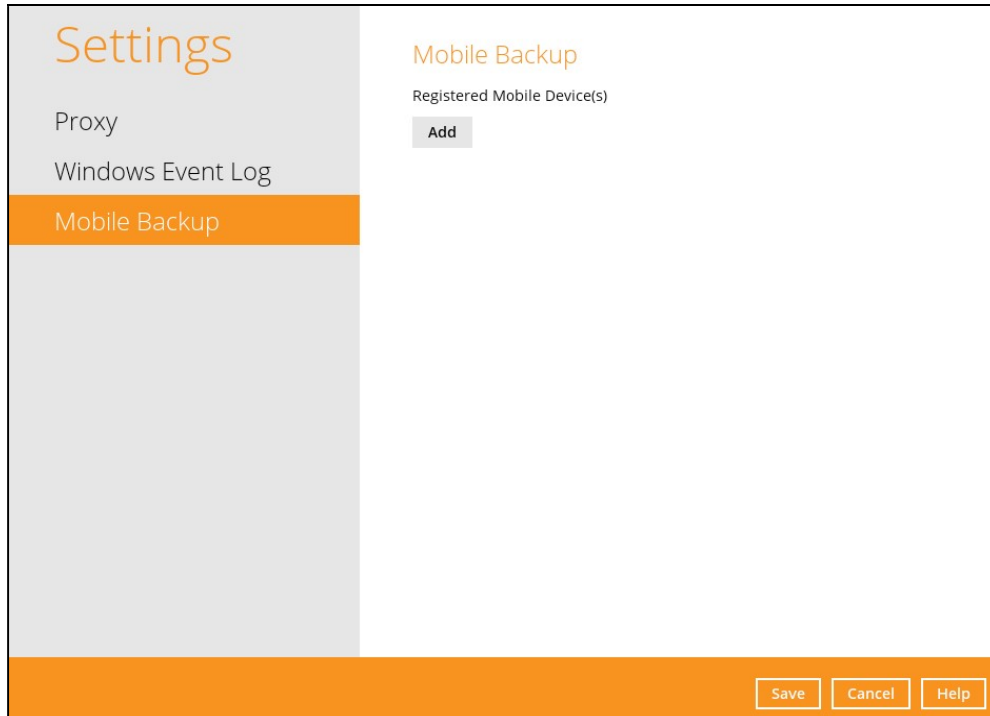 Settings
Proxy
Windows Event Log
Mobile Backup
Mobile Backup
Registered Mobile Device(s)
Add
Save
Cancel
Help